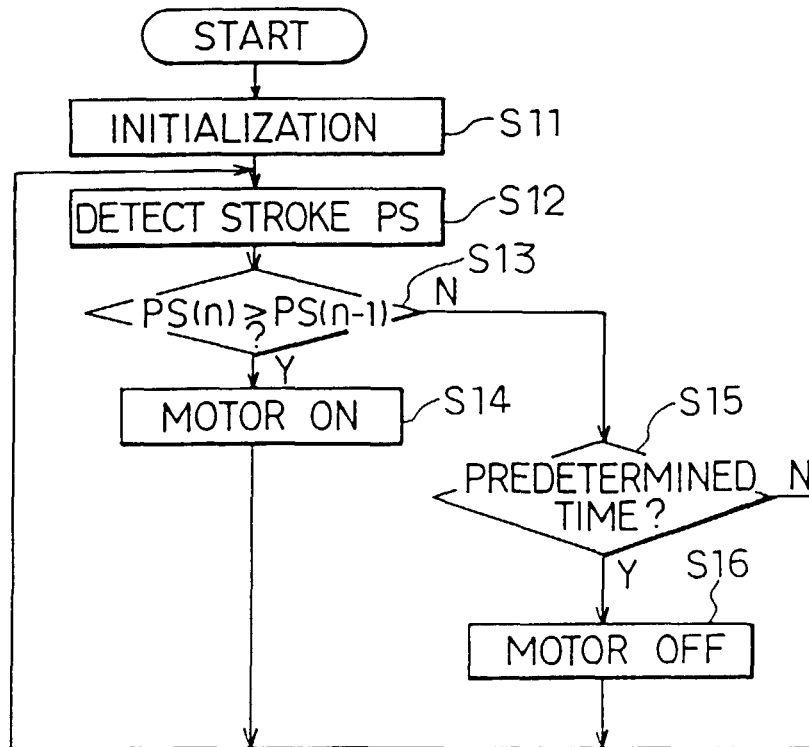 START
INITIALIZATION
S11
DETECT STROKE PS
S12
S13
PS(n) ≥ PS(n-1)
?
N
Y
MOTOR ON
S14
S15
PREDETERMINED
TIME?
N
Y
S16
MOTOR OFF